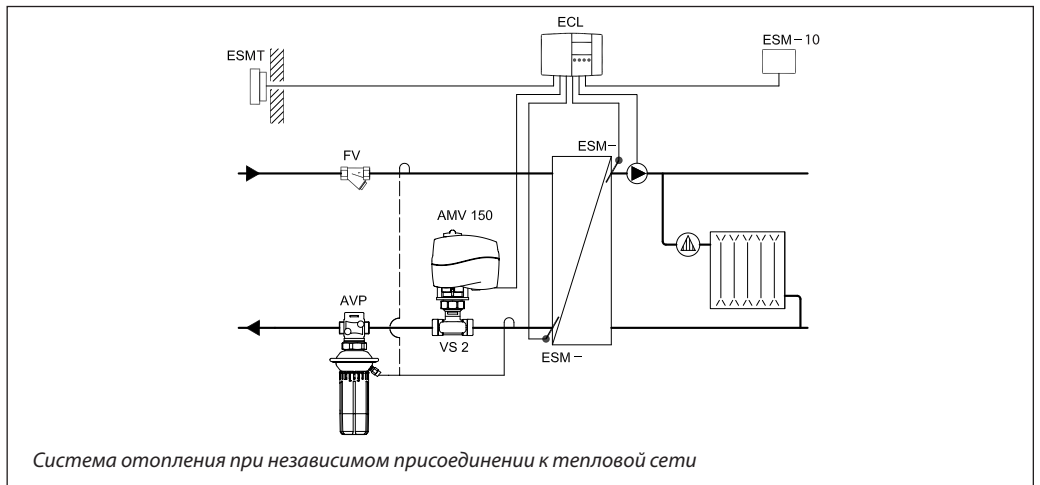 ECL
ESM-10
ESMT
ESM-
FV
AMV 150
AVP
VS 2
ESM-
Система отопления при независимом присоединении к тепловой сети